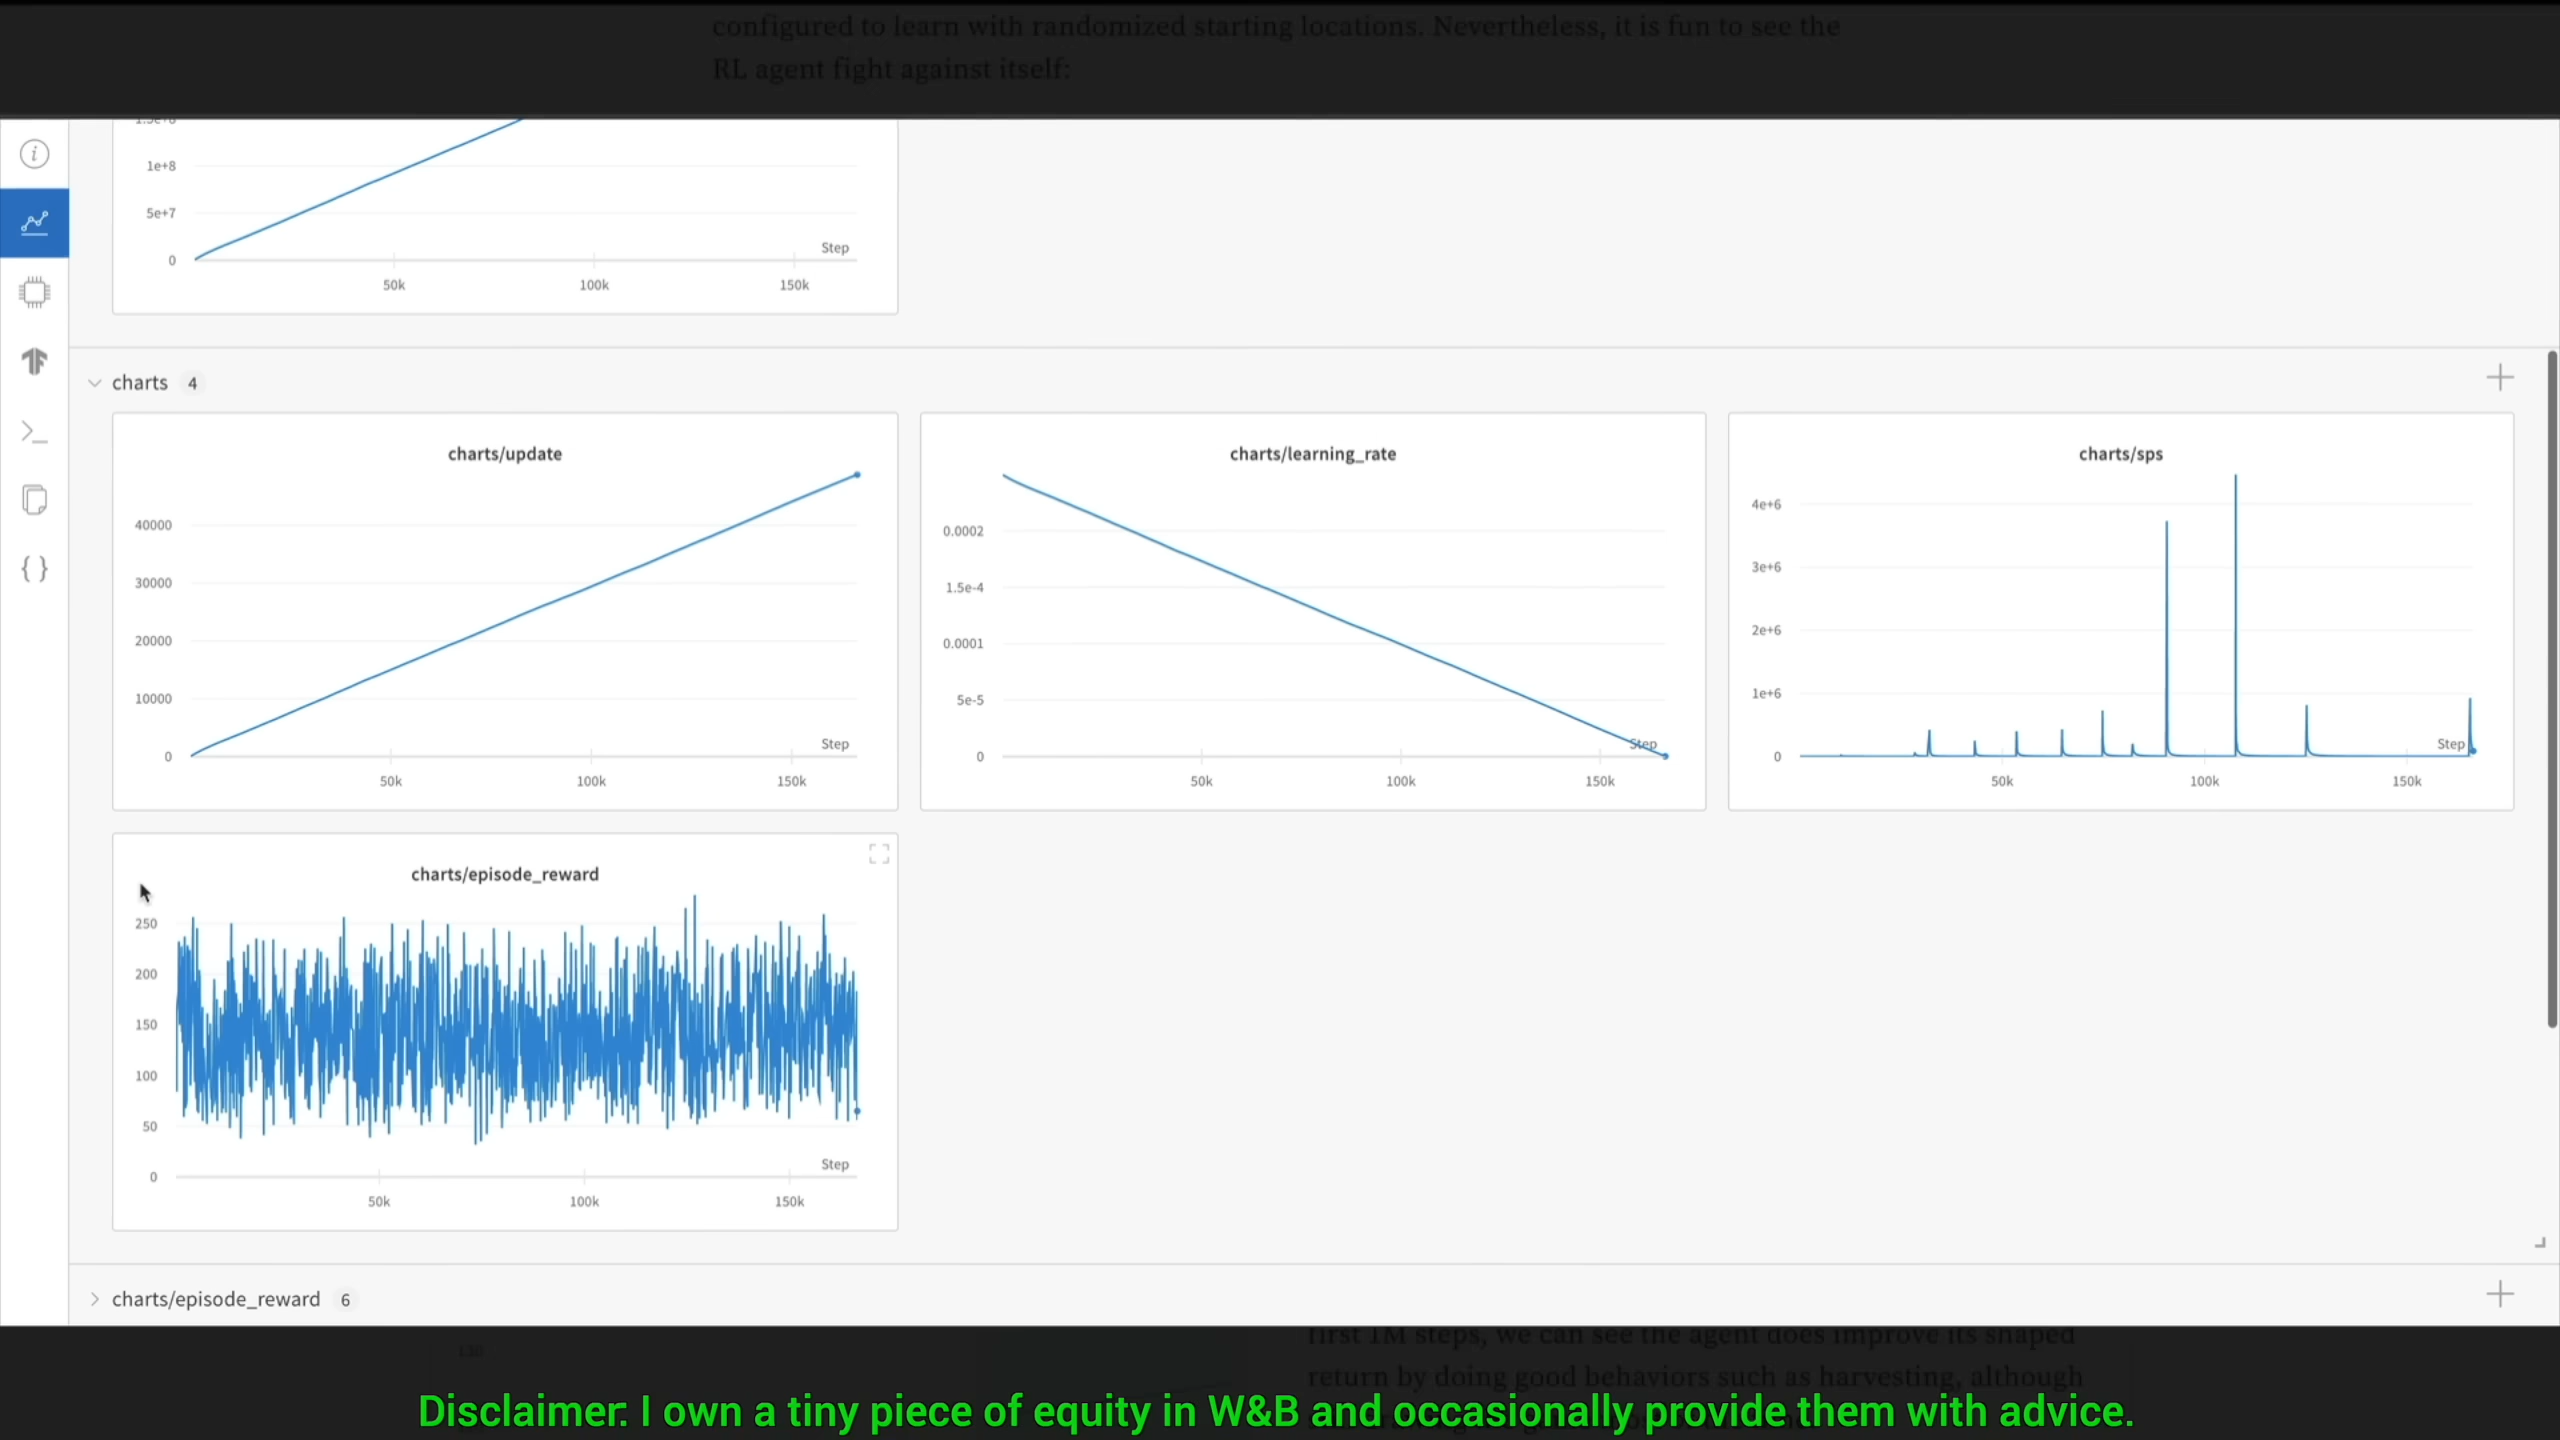 configured to learn with randomized starting locations. Nevertheless, it is fun to see the
RL agent fight against itself:
1.5e+8
1e+8
5e+7
0
Step
50k 100k 150k
charts 4
charts/update
40000
30000
20000
10000
0
Step
50k 100k 150k
charts/learning_rate
0.0002
1.5e-4
0.0001
5e-5
0
Step
50k 100k 150k
charts/sps
4e+6
3e+6
2e+6
1e+6
0
Step
50k 100k 150k
charts/episode_reward
250
200
150
100
50
0
Step
50k 100k 150k
charts/episode_reward 6
first 1M steps, we can see the agent does improve its shaped
return by doing good behaviors such as harvesting, although
Disclaimer: I own a tiny piece of equity in W&B and occasionally provide them with advice.